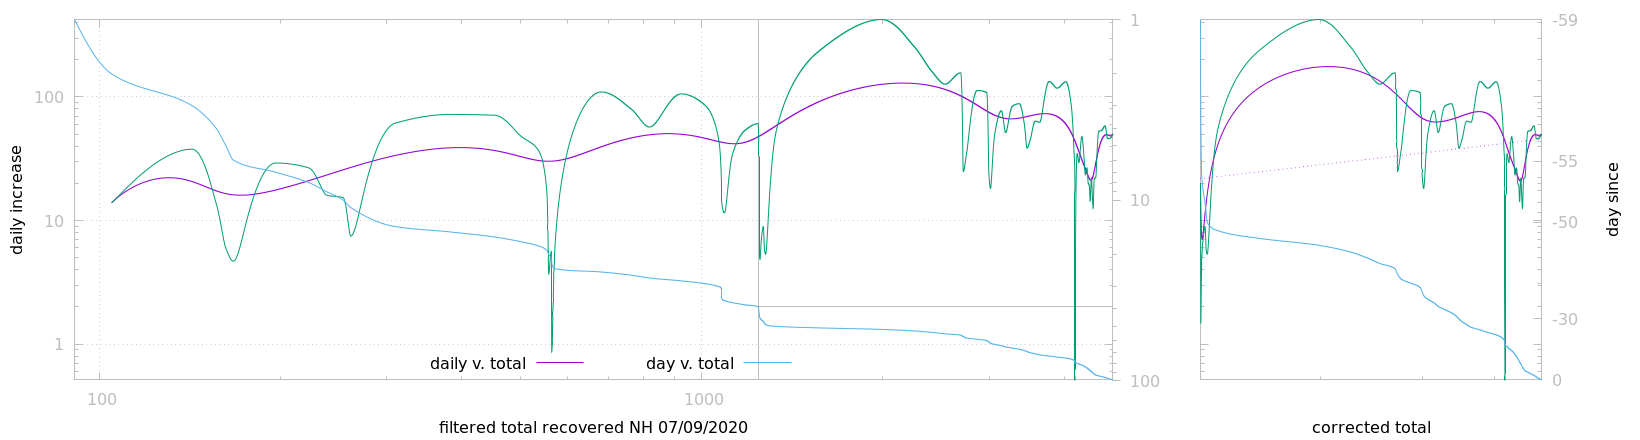 daily increase
100
10
1
100
1000
1
10
100
daily v. total
day v. total
filtered total recovered NH 07/09/2020
-59
-55
-50
-30
0
day since
corrected total